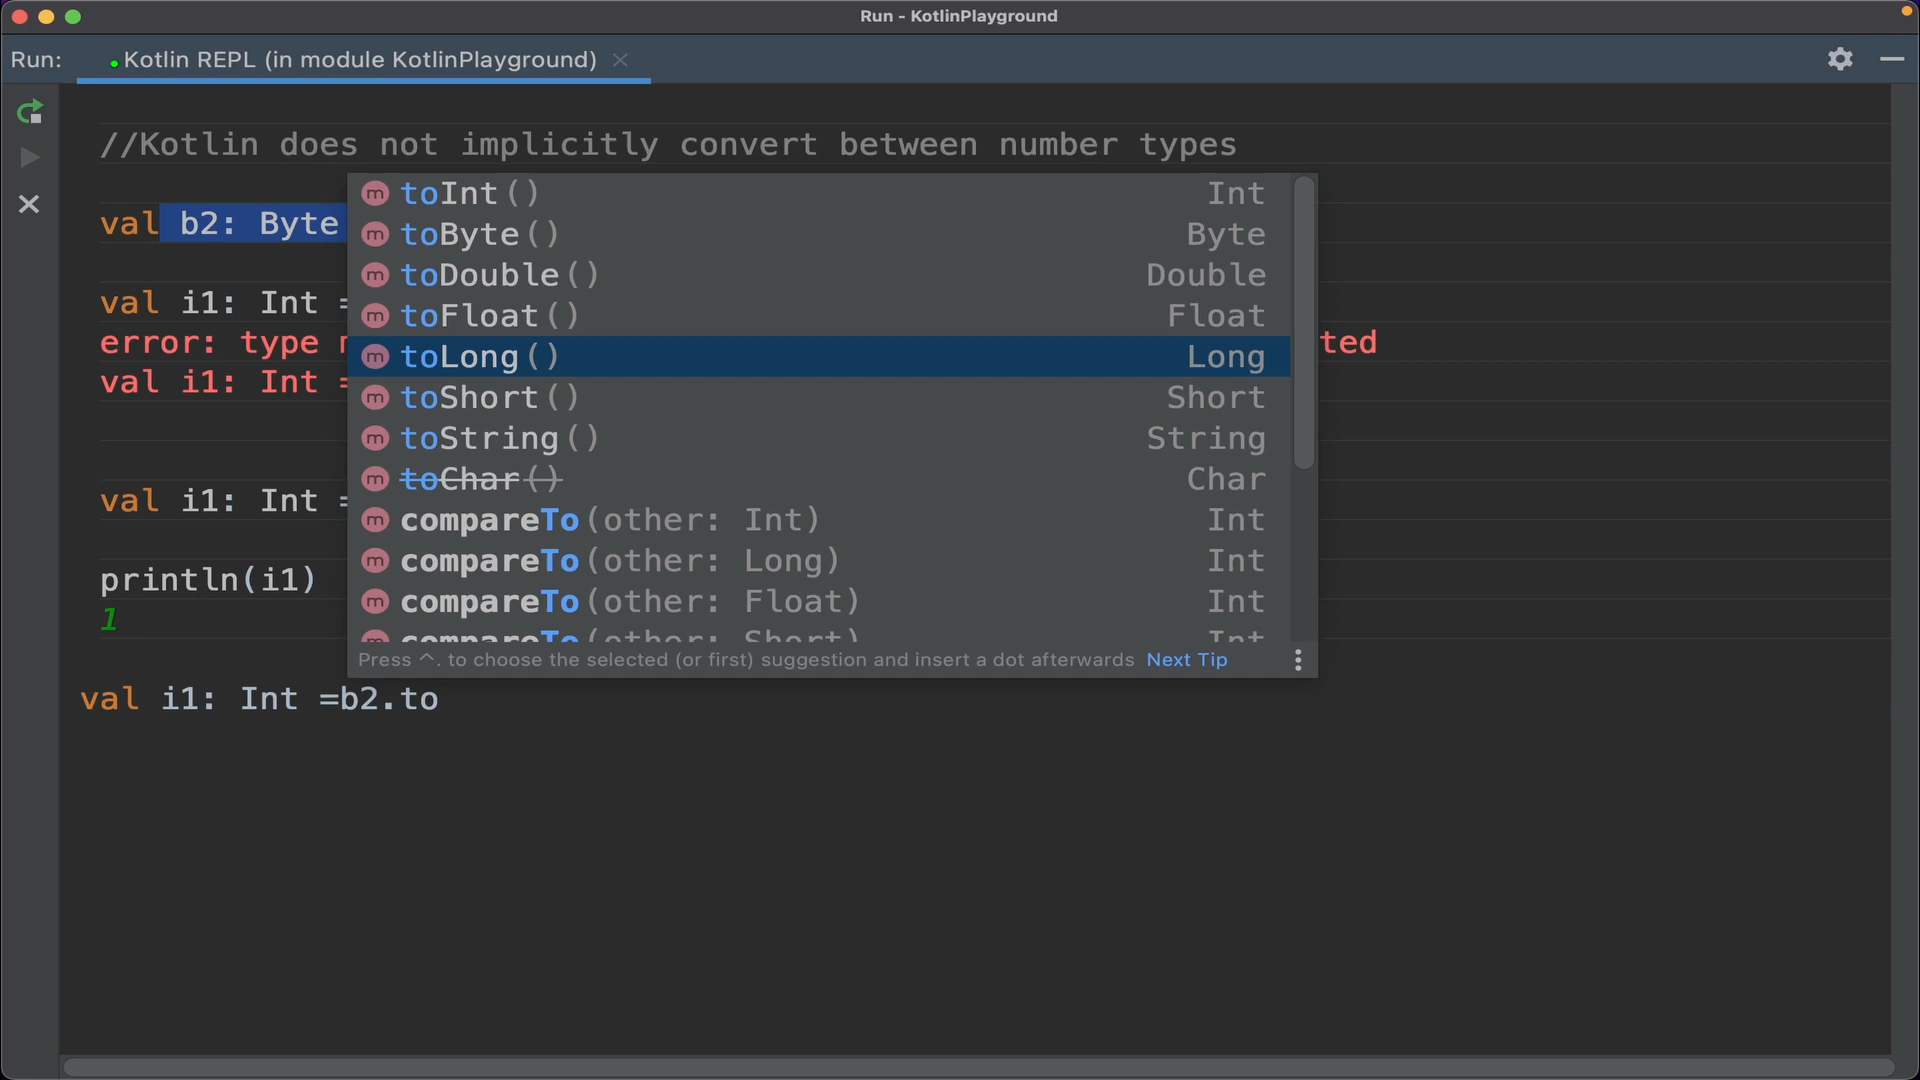 Run - KotlinPlayground
Run:
Kotlin REPL (in module KotlinPlayground)
//Kotlin does not implicitly convert between number types
val b2: Byte
val i1: Int =
error: type
ted
val i1: Int =
val i1: Int =
println(i1)
1
toInt() Int
toByte() Byte
toDouble() Double
toFloat() Float
toLong() Long
toShort() Short
toString() String
toChar() Char
compareTo(other: Int) Int
compareTo(other: Long) Int
compareTo(other: Float) Int
compareTo(other: Short) Int
Press ^. to choose the selected (or first) suggestion and insert a dot afterwards Next Tip
val i1: Int =b2.to